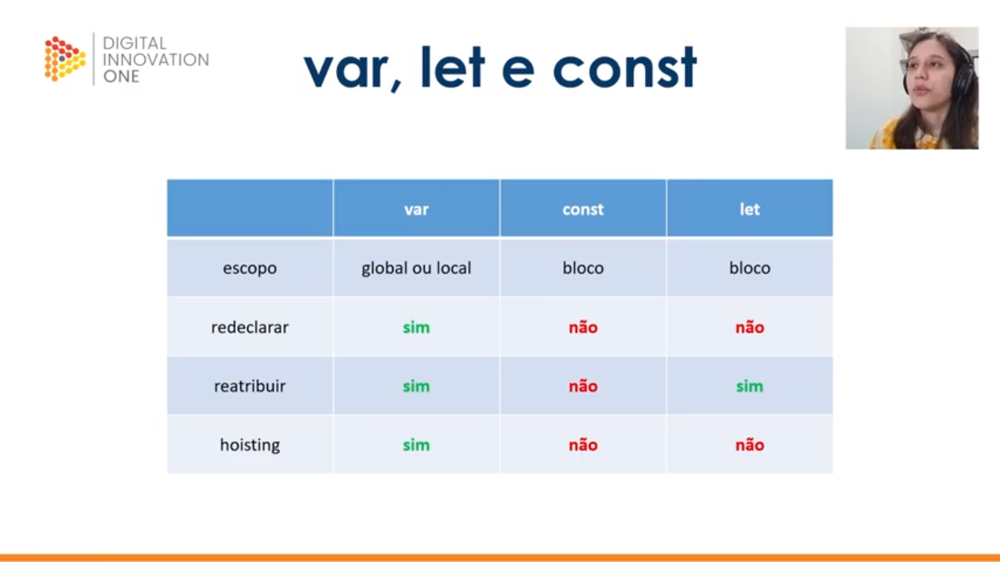 DIGITAL
INNOVATION
ONE
var, let e const
var const let
escopo global ou local bloco bloco
redeclarar sim não não
reatribuir sim não sim
hoisting sim não não